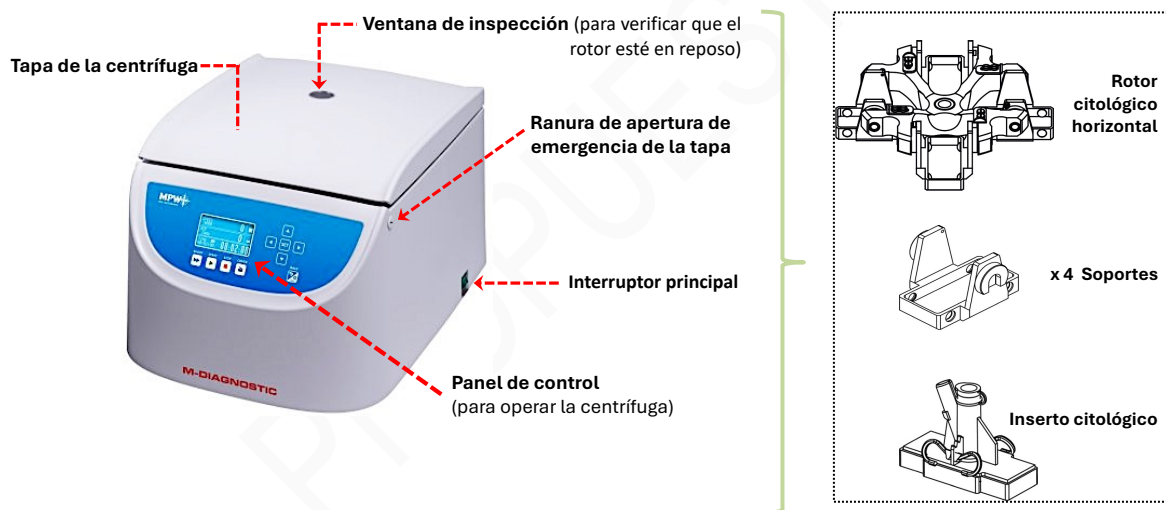 Ventana de inspección (para verificar que el
rotor esté en reposo)
Tapa de la centrífuga
Ranura de apertura de
emergencia de la tapa
Interruptor principal
Panel de control
(para operar la centrífuga)
MPW
SET
M-DIAGNOSTIC
Rotor
citológico
horizontal
x 4 Soportes
Inserto citológico